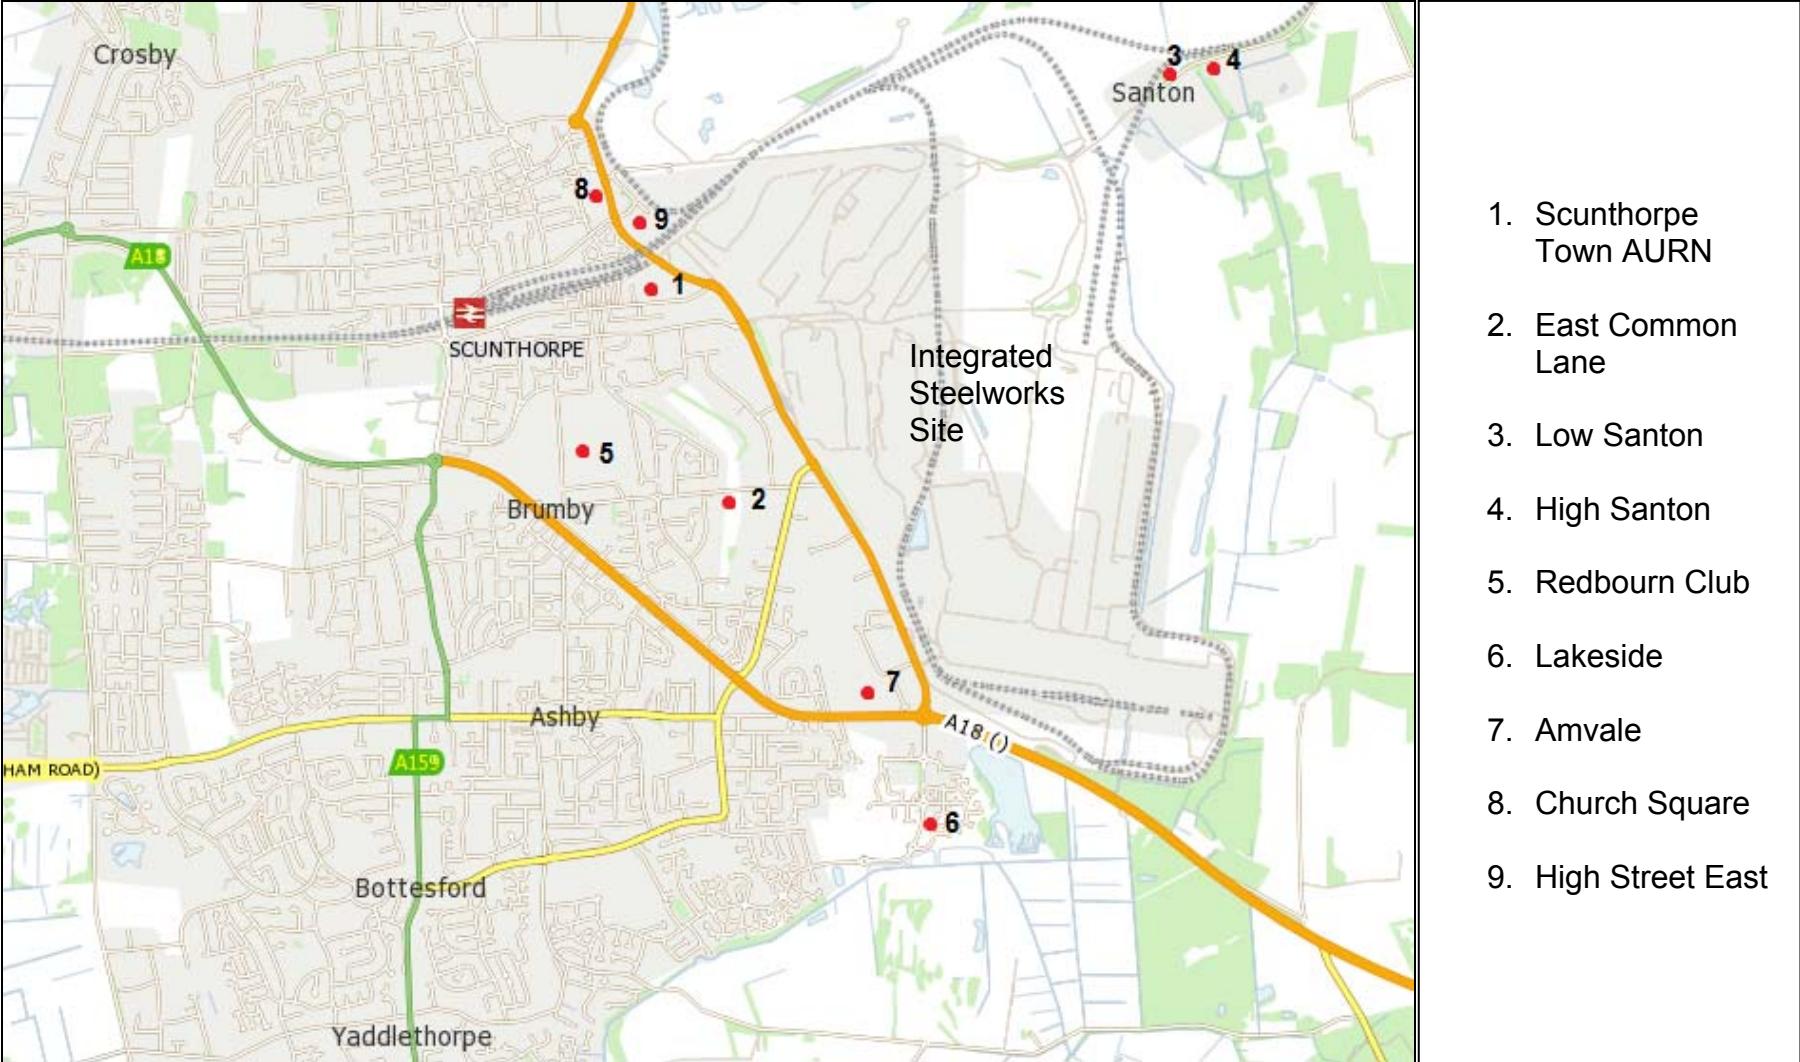 Crosby
3
4
Santon
8
9
A18
1
SCUNTHORPE
Integrated
Steelworks
Site
5
2
Brumby
7
Ashby
A18
HAM ROAD)
A159
6
Bottesford
Yaddlethorpe
1. Scunthorpe
Town AURN
2. East Common
Lane
3. Low Santon
4. High Santon
5. Redbourn Club
6. Lakeside
7. Amvale
8. Church Square
9. High Street East